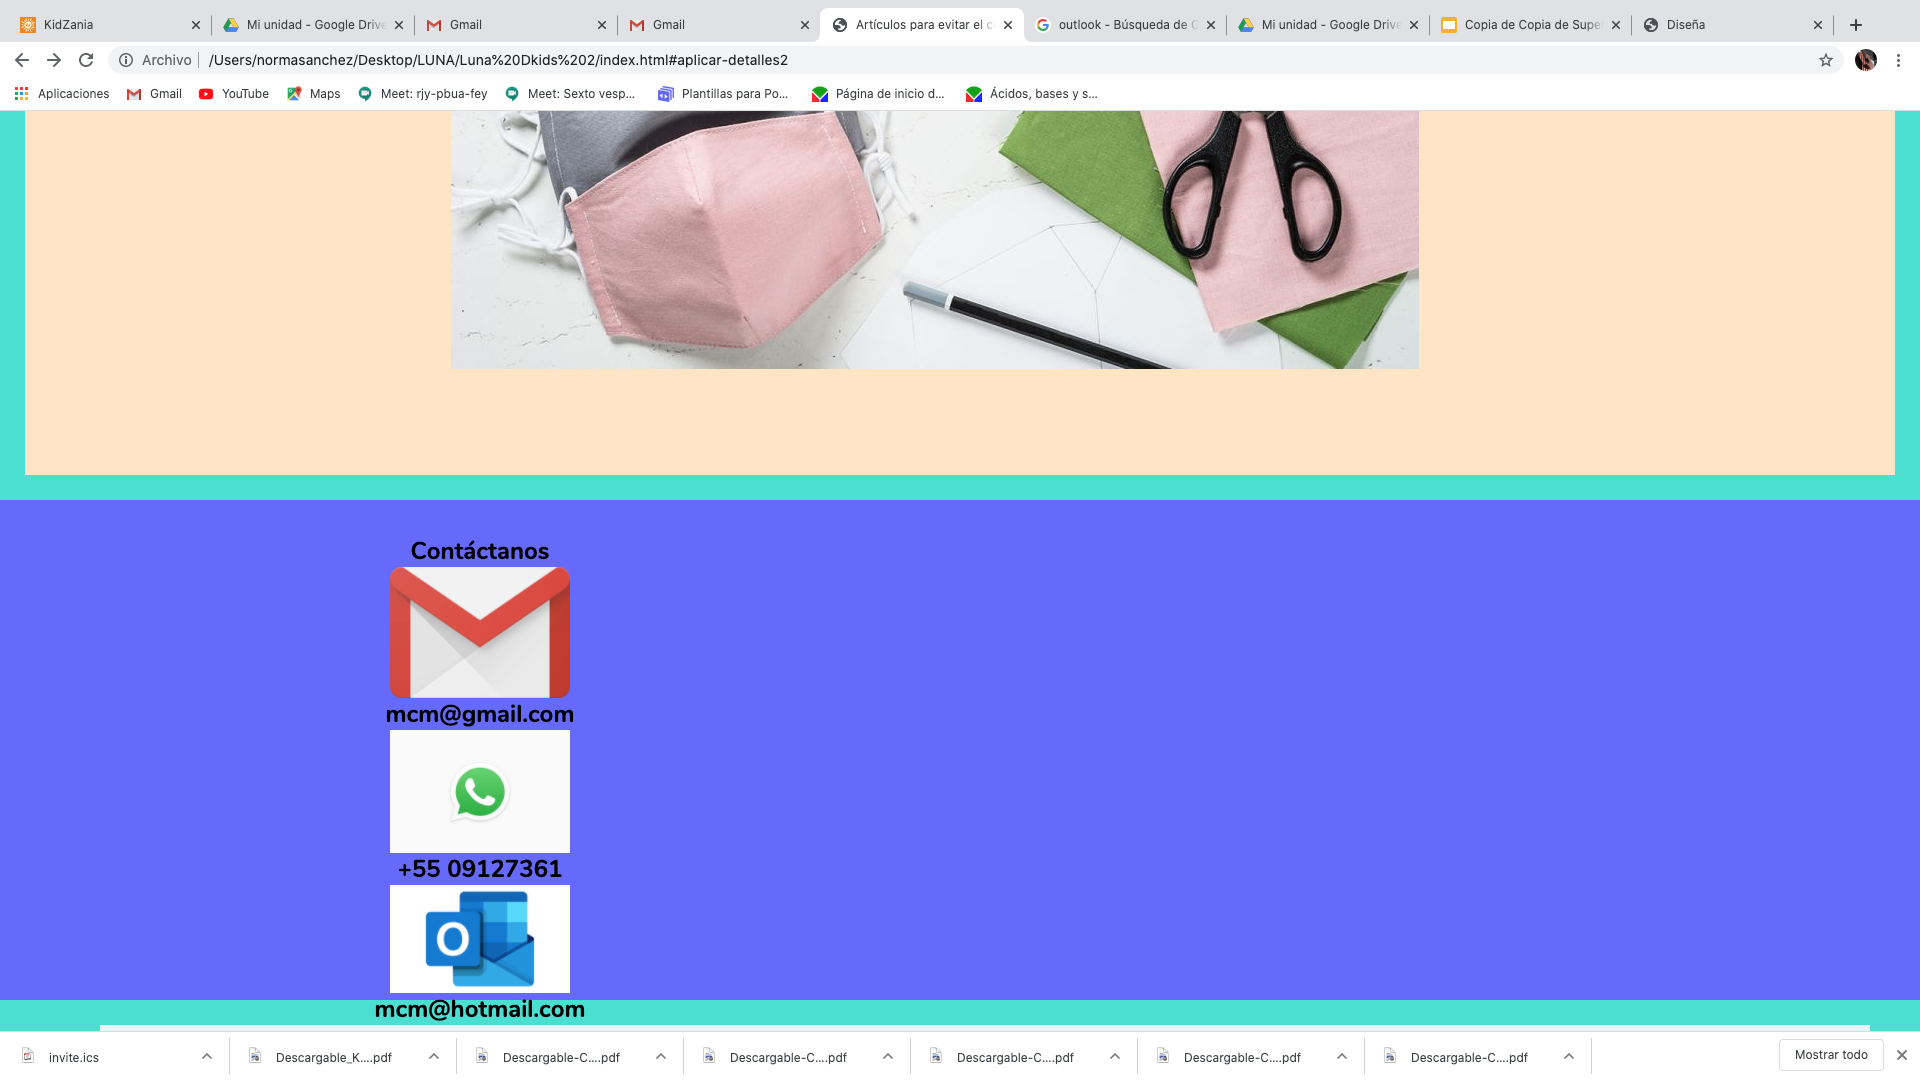 KidZania
Mi unidad - Google Drive
Gmail
Gmail
Artículos para evitar el c
outlook - Búsqueda de G
Mi unidad - Google Drive
Copia de Copia de Supe
Diseña
Archivo
/Users/normasanchez/Desktop/LUNA/Luna%20Dkids%202/index.html#aplicar-detalles2
Aplicaciones
Gmail
YouTube
Maps
Meet: rjy-pbua-fey
Meet: Sexto vesp...
Plantillas para Po...
Página de inicio d...
Ácidos, bases y s...
Contáctanos
mcm@gmail.com
+55 09127361
O
mcm@hotmail.com
invite.ics
Descargable_K....pdf
Descargable-C....pdf
Descargable-C....pdf
Descargable-C....pdf
Descargable-C....pdf
Descargable-C....pdf
Mostrar todo